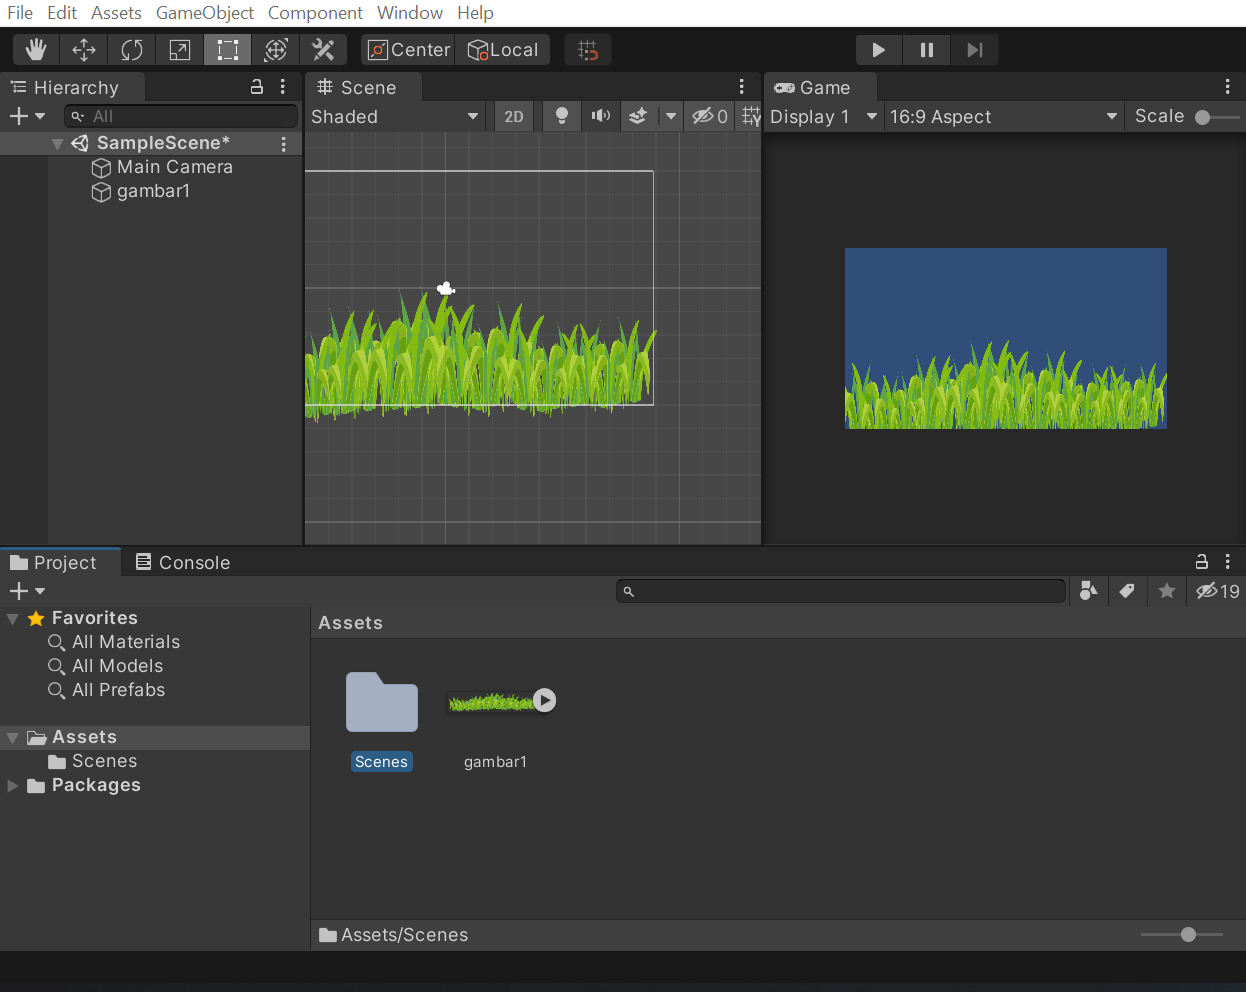 File Edit Assets GameObject Component Window Help
Center Local
Hierarchy Scene Game
All Shaded 2D 0 Display 1 16:9 Aspect Scale
SampleScene*
Main Camera
gambar1
Project Console
19
Favorites
All Materials
All Models
All Prefabs
Assets
Scenes
Packages
Assets
Scenes gambar1
Assets/Scenes